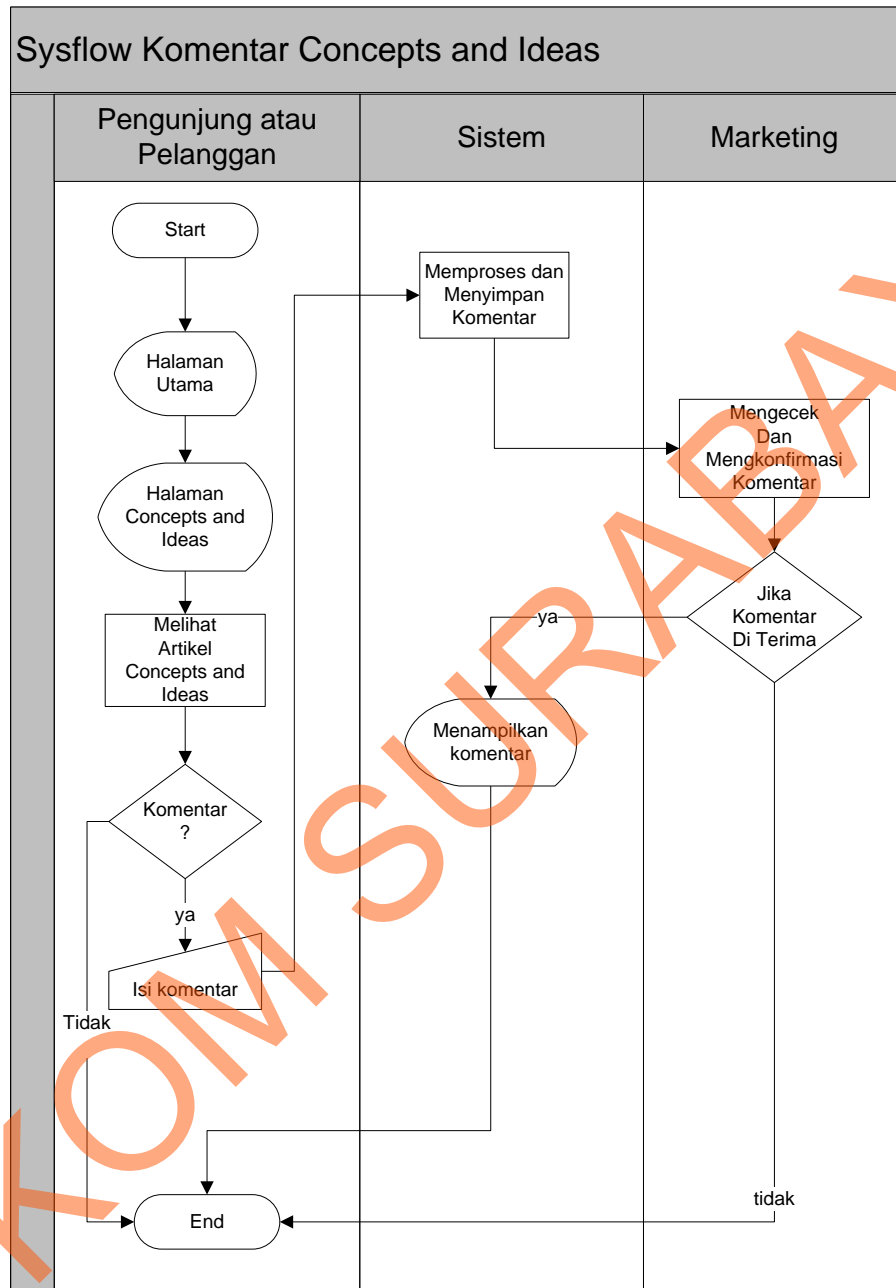 Sysflow Komentar Concepts and Ideas
Pengunjung atau
Pelanggan
Sistem
Marketing
Start
Halaman
Utama
Halaman
Concepts and
Ideas
Melihat
Artikel
Concepts and
Ideas
Komentar
?
ya
Isi komentar
Tidak
End
Memproses dan
Menyimpan
Komentar
Mengecek
Dan
Mengkonfirmasi
Komentar
Jika
Komentar
Di Terima
ya
Menampilkan
komentar
tidak
KOM SURABAY